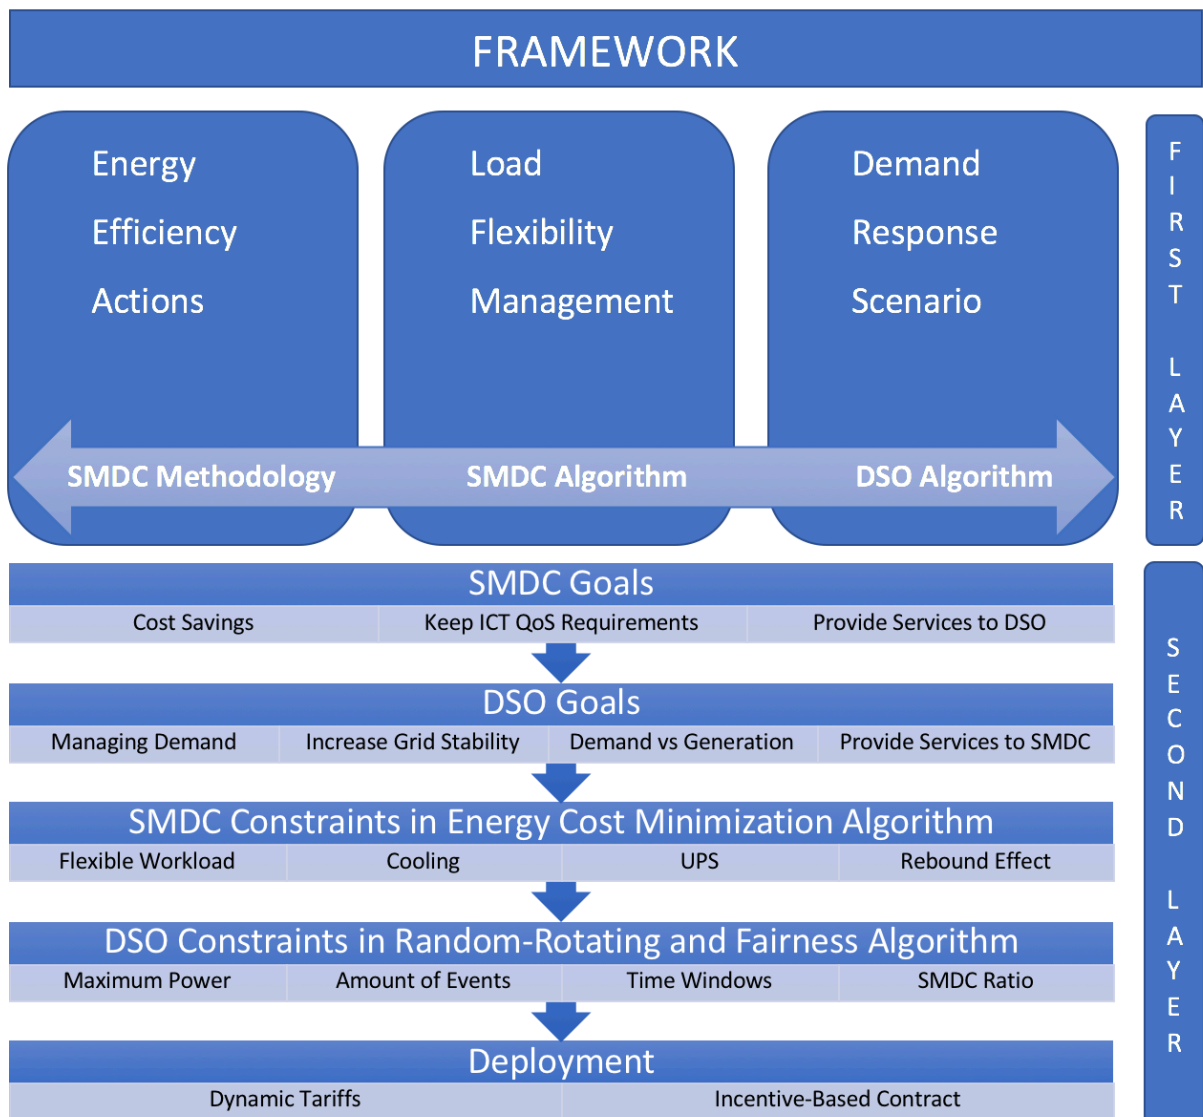 FRAMEWORK
Energy
Efficiency
Actions
Load
Flexibility
Management
Demand
Response
Scenario
SMDC Methodology
SMDC Algorithm
DSO Algorithm
FIRST LAYER
SMDC Goals
Cost Savings
Keep ICT QoS Requirements
Provide Services to DSO
DSO Goals
Managing Demand
Increase Grid Stability
Demand vs Generation
Provide Services to SMDC
SMDC Constraints in Energy Cost Minimization Algorithm
Flexible Workload
Cooling
UPS
Rebound Effect
DSO Constraints in Random-Rotating and Fairness Algorithm
Maximum Power
Amount of Events
Time Windows
SMDC Ratio
Deployment
Dynamic Tariffs
Incentive-Based Contract
SECOND LAYER